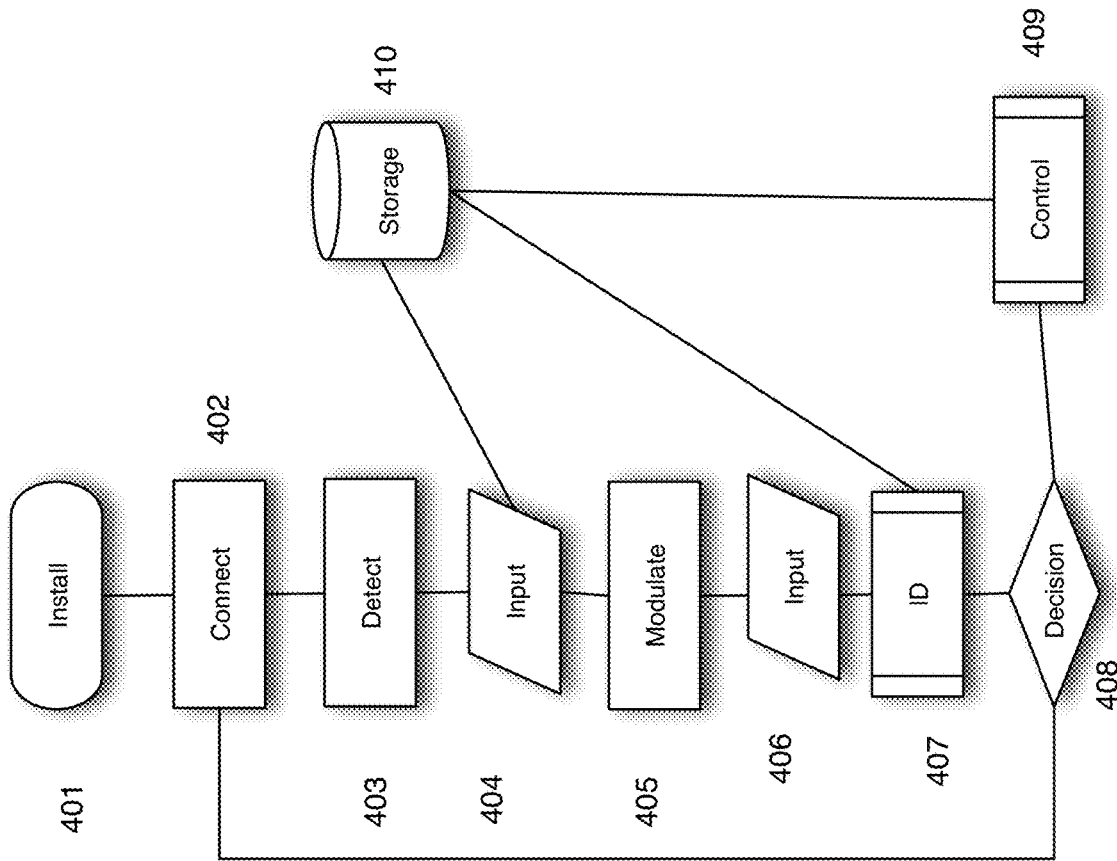 Install
401
Connect
402
Detect
403
Input
404
Modulate
405
Input
406
ID
407
Decision
408
Control
409
Storage
410